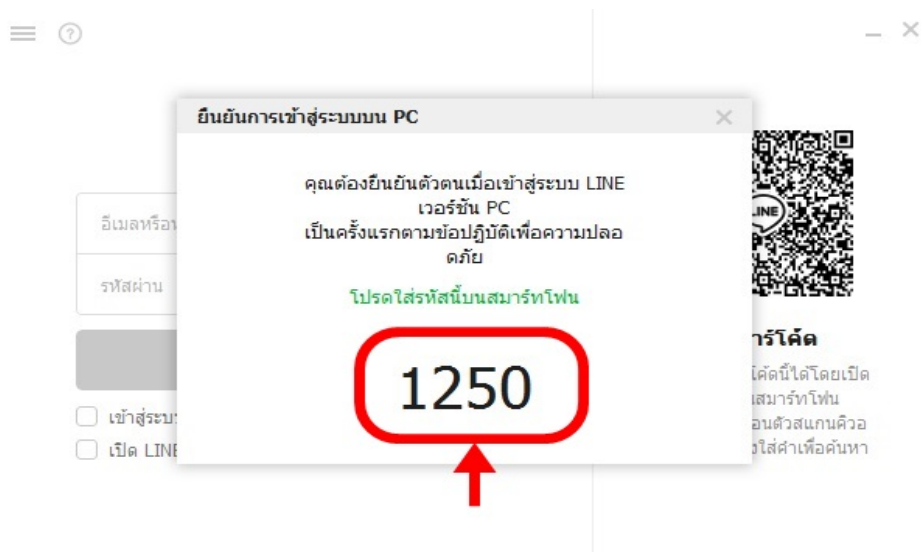 ยืนยันการเข้าสู่ระบบบน PC
คุณต้องยืนยันตัวตนเมื่อเข้าสู่ระบบ LINE
เวอร์ชัน PC
เป็นครั้งแรกตามข้อปฏิบัติเพื่อความปลอ
ดภัย
โปรดใส่รหัสนี้บนสมาร์ทโฟน
1250
อีเมลหรือ
รหัสผ่าน
เข้าสู่ระบบ
เปิด LINE
LINE
าร์โค้ด
โค้ดนี้ได้โดยเปิด
นสมาร์ทโฟน
อนตัวสแกนคิวอ
งใส่คำเพื่อค้นหา